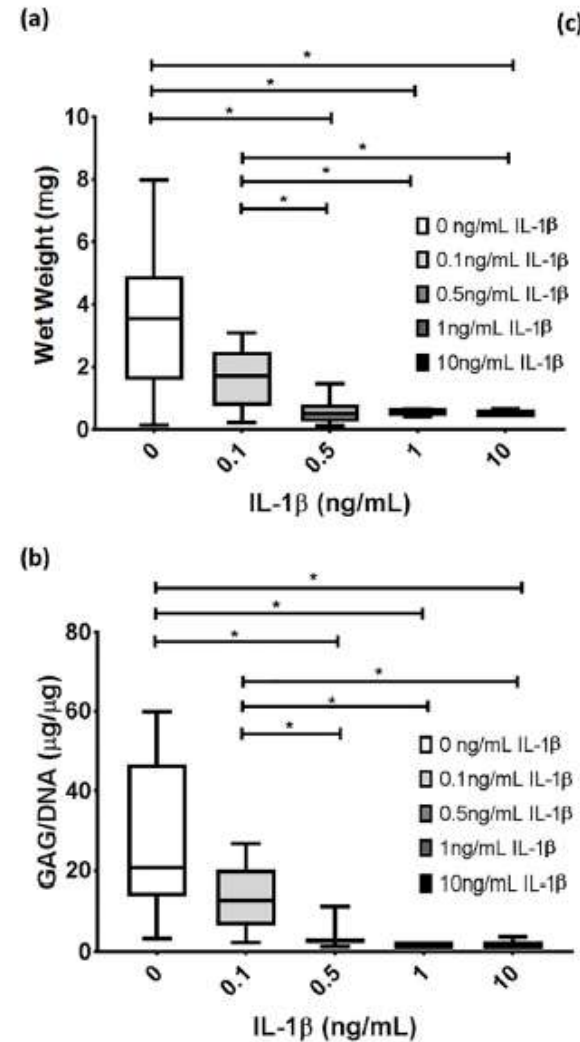 (a)
(c)
*
*
*
*
*
*
10
8
6
4
2
0
Wet Weight (mg)
0 ng/mL IL-1β
0.1ng/mL IL-1β
0.5ng/mL IL-1β
1ng/mL IL-1β
10ng/mL IL-1β
0 0.1 0.5 1 10
IL-1β (ng/mL)
(b)
*
*
*
*
*
*
80
60
40
20
0
GAG/DNA (µg/µg)
0 ng/mL IL-1β
0.1ng/mL IL-1β
0.5ng/mL IL-1β
1ng/mL IL-1β
10ng/mL IL-1β
0 0.1 0.5 1 10
IL-1β (ng/mL)